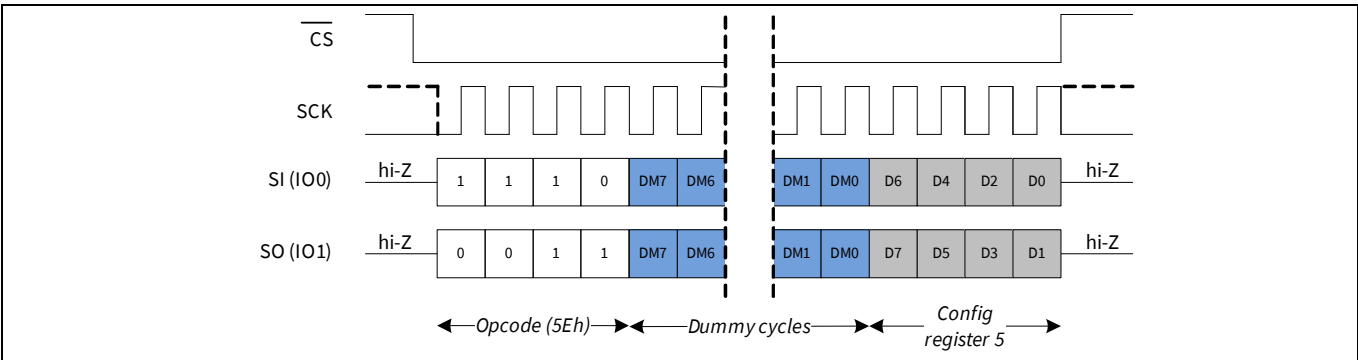 CS
SCK
SI (IO0) hi-Z 1 1 1 0 DM7 DM6 DM1 DM0 D6 D4 D2 D0 hi-Z
SO (IO1) hi-Z 0 0 1 1 DM7 DM6 DM1 DM0 D7 D5 D3 D1 hi-Z
Opcode (5Eh) Dummy cycles Config
register 5